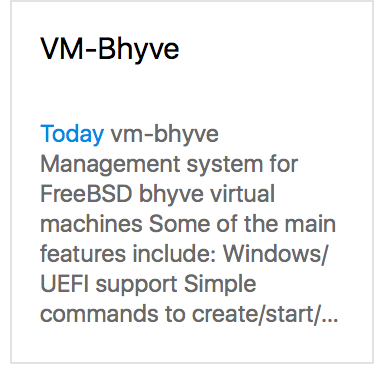 VM-Bhyve
Today vm-bhyve
Management system for
FreeBSD bhyve virtual
machines Some of the main
features include: Windows/
UEFI support Simple
commands to create/start/...